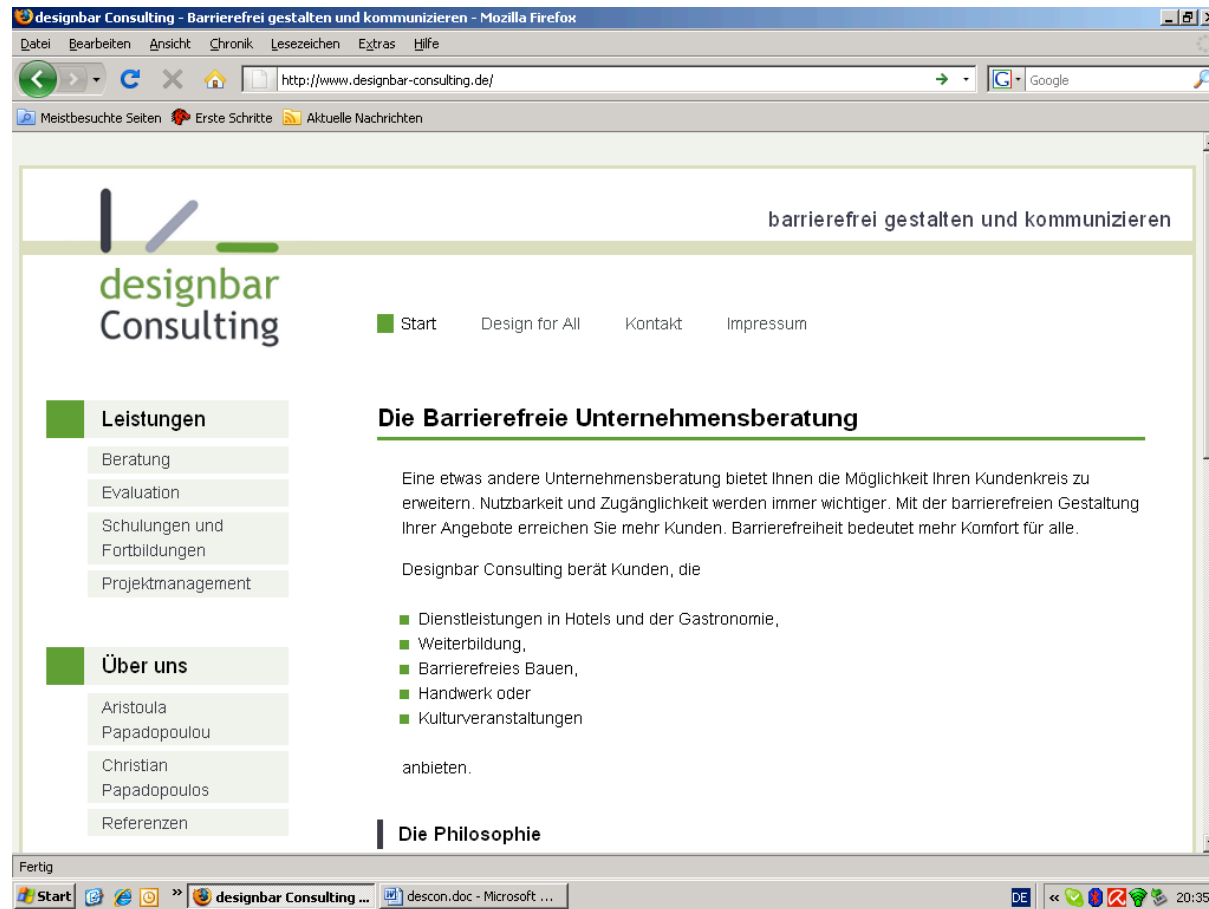 designbar Consulting - Barrierefrei gestalten und kommunizieren - Mozilla Firefox
Datei Bearbeiten Ansicht Chronik Lesezeichen Extras Hilfe
http://www.designbar-consulting.de/
G Google
Meistbesuchte Seiten Erste Schritte Aktuelle Nachrichten
barrierefrei gestalten und kommunizieren
designbar
Consulting
Start Design for All Kontakt Impressum
Leistungen
Beratung
Evaluation
Schulungen und
Fortbildungen
Projektmanagement
Über uns
Aristoula
Papadopoulou
Christian
Papadopoulos
Referenzen
Die Barrierefreie Unternehmensberatung
Eine etwas andere Unternehmensberatung bietet Ihnen die Möglichkeit Ihren Kundenkreis zu
erweitern. Nutzbarkeit und Zugänglichkeit werden immer wichtiger. Mit der barrierefreien Gestaltung
Ihrer Angebote erreichen Sie mehr Kunden. Barrierefreiheit bedeutet mehr Komfort für alle.
Designbar Consulting berät Kunden, die
Dienstleistungen in Hotels und der Gastronomie,
Weiterbildung,
Barrierefreies Bauen,
Handwerk oder
Kulturveranstaltungen
anbieten.
Die Philosophie
Fertig
Start » designbar Consulting ... descon.doc - Microsoft ... DE « 20:35